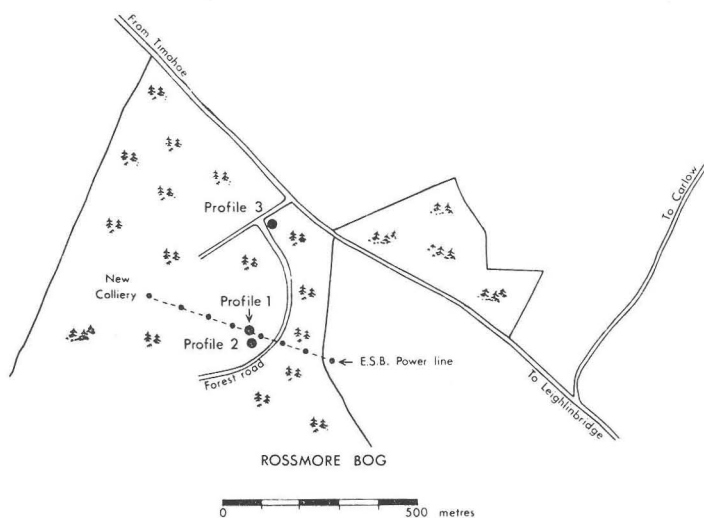 From Timahoe
Profile 3
To Carlow
New
Colliery
Profile 1
Profile 2
E.S.B. Power line
Forest road
To Leighlinbridge
ROSSMORE BOG
0 500 metres